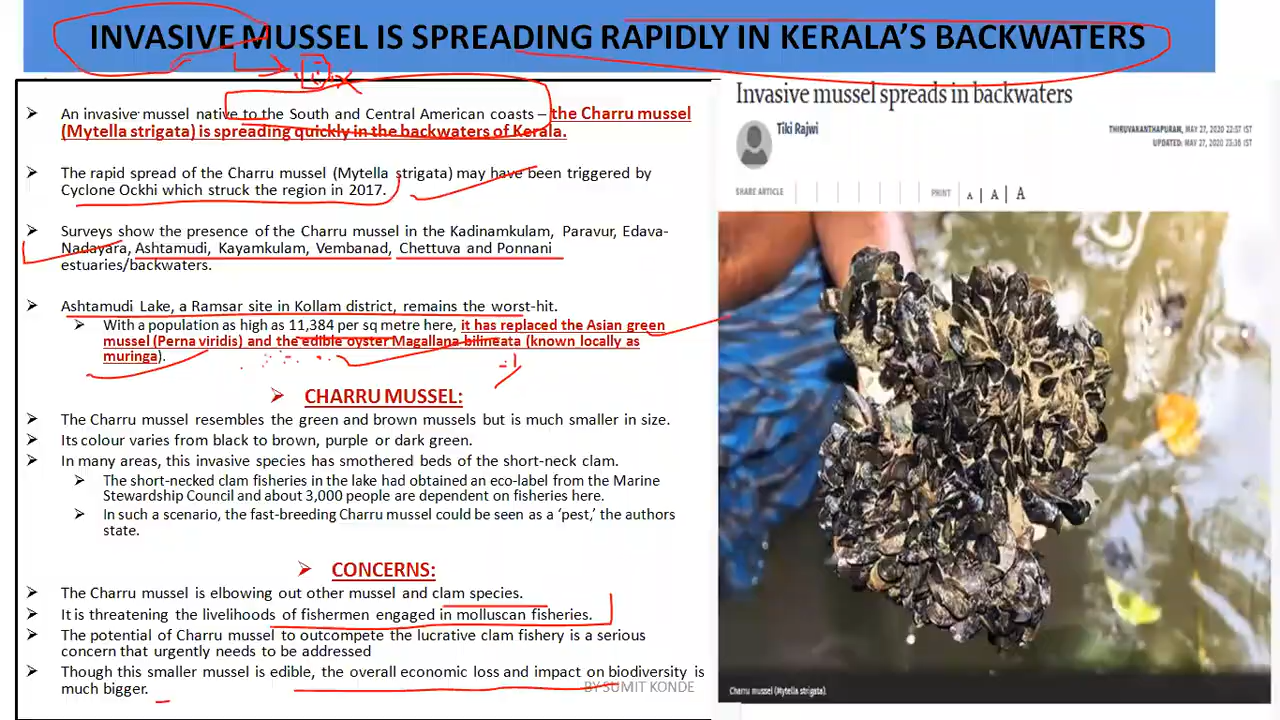 INVASIVE MUSSEL IS SPREADING RAPIDLY IN KERALA'S BACKWATERS
An invasive mussel native to the South and Central American coasts – the Charru mussel
(Mytella strigata) is spreading quickly in the backwaters of Kerala.
The rapid spread of the Charru mussel (Mytella strigata) may have been triggered by
Cyclone Ockhi which struck the region in 2017.
Surveys show the presence of the Charru mussel in the Kadinamkulam, Paravur, Edava-
Nadayara, Ashtamudi, Kayamkulam, Vembanad, Chettuva and Ponnani
estuaries/backwaters.
Ashtamudi Lake, a Ramsar site in Kollam district, remains the worst-hit.
With a population as high as 11,384 per sq metre here, it has replaced the Asian green
mussel (Perna viridis) and the edible oyster Magallana bilineata (known locally as
muringa).
CHARRU MUSSEL:
The Charru mussel resembles the green and brown mussels but is much smaller in size.
Its colour varies from black to brown, purple or dark green.
In many areas, this invasive species has smothered beds of the short-neck clam.
The short-necked clam fisheries in the lake had obtained an eco-label from the Marine
Stewardship Council and about 3,000 people are dependent on fisheries here.
In such a scenario, the fast-breeding Charru mussel could be seen as a 'pest,' the authors
state.
CONCERNS:
The Charru mussel is elbowing out other mussel and clam species.
It is threatening the livelihoods of fishermen engaged in molluscan fisheries.
The potential of Charru mussel to outcompete the lucrative clam fishery is a serious
concern that urgently needs to be addressed
Though this smaller mussel is edible, the overall economic loss and impact on biodiversity is
much bigger.
BY SUMIT KONDE
Invasive mussel spreads in backwaters
Tiki Rajwi
THIRUVANANTHAPURAM, MAY 27, 2020 22:57 IST
UPDATED: MAY 27, 2020 23:36 IST
SHARE ARTICLE
PRINT
A | A | A
Charru mussel (Mytella strigata).